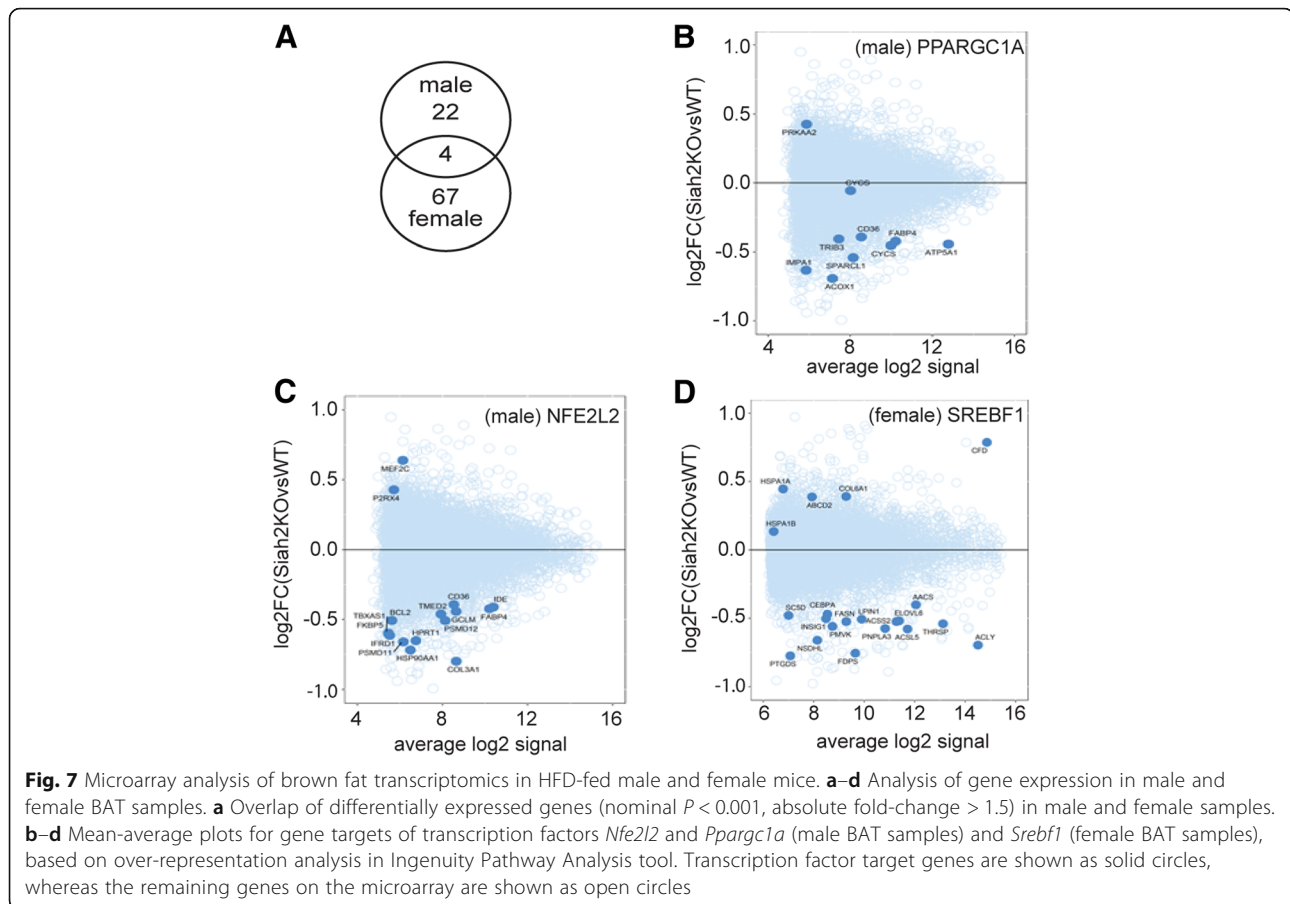 A
male
22
4
67
female
B
(male) PPARGC1A
log2FC(Siah2KOvsWT)
1.0
0.5
0.0
-0.5
-1.0
PRKAA2
CYCS
CD36
FABP4
TRIB3
CYCS
ATP5A1
IMPA1
SPARCL1
ACOX1
4 8 12 16
average log2 signal
C
(male) NFE2L2
log2FC(Siah2KOvsWT)
1.0
0.5
0.0
-0.5
-1.0
MEF2C
P2RX4
CD36
IDE
TMED2
FABP4
TBXAS1
BCL2
GCLM
FKBP5
PSMD12
HPRT1
IFRD1
PSMD11
HSP90AA1
COL3A1
4 8 12 16
average log2 signal
D
(female) SREBF1
log2FC(Siah2KOvsWT)
1.0
0.5
0.0
-0.5
-1.0
CFD
HSPA1A
COL6A1
ABCD2
HSPA1B
AACS
SC5D
CEBPA
FASN
LPIN1
ELOVL6
ACSS2
INSIG1
PMVK
PNPLA3
ACSL5
THRSP
NSDHL
ACLY
PTGDS
FDPS
6 8 10 12 14 16
average log2 signal
Fig. 7 Microarray analysis of brown fat transcriptomics in HFD-fed male and female mice. a–d Analysis of gene expression in male and
female BAT samples. a Overlap of differentially expressed genes (nominal P < 0.001, absolute fold-change > 1.5) in male and female samples.
b–d Mean-average plots for gene targets of transcription factors Nfe2l2 and Ppargc1a (male BAT samples) and Srebf1 (female BAT samples),
based on over-representation analysis in Ingenuity Pathway Analysis tool. Transcription factor target genes are shown as solid circles,
whereas the remaining genes on the microarray are shown as open circles